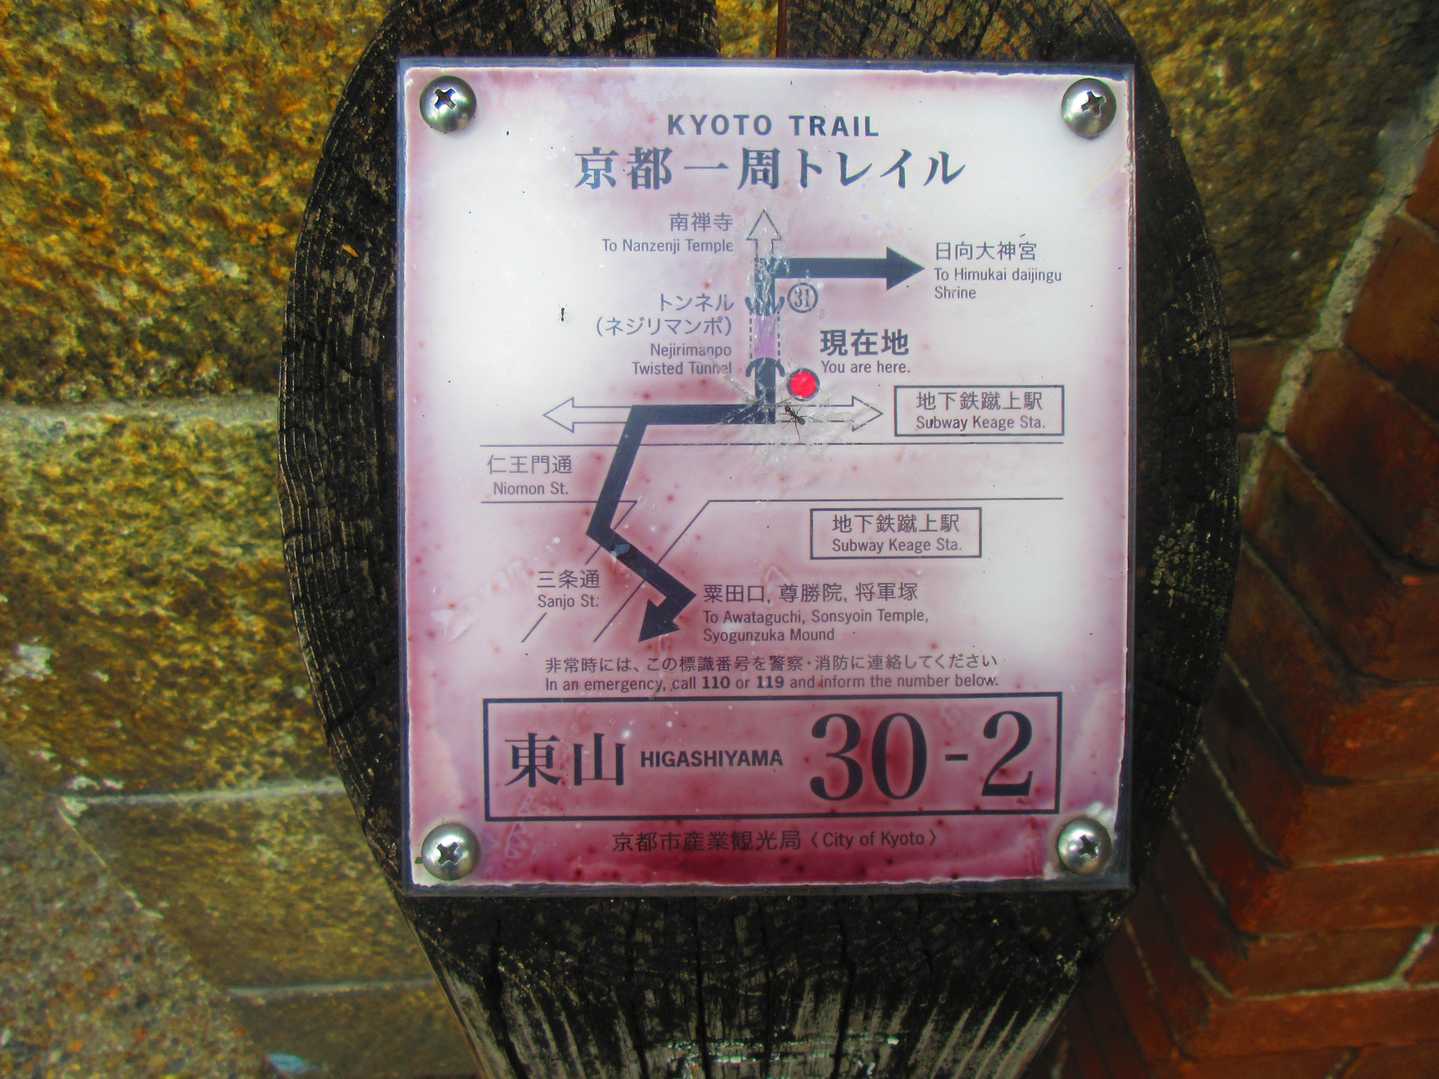 KYOTO TRAIL
京都一周トレイル
南禅寺
To Nanzenji Temple
日向大神宮
To Himukai daijingu
Shrine
トンネル
(ネジリマンポ)
31
Nejirimanpo
Twisted Tunnel
現在地
You are here.
地下鉄蹴上駅
Subway Keage Sta.
仁王門通
Niomon St.
地下鉄蹴上駅
Subway Keage Sta.
三条通
Sanjo St.
粟田口, 尊勝院, 将軍塚
To Awataguchi, Sonsyoin Temple,
Syogunzuka Mound
非常時には、この標識番号を警察・消防に連絡してください
In an emergency, call 110 or 119 and inform the number below.
東山 HIGASHIYAMA 30-2
京都市産業観光局〈City of Kyoto〉